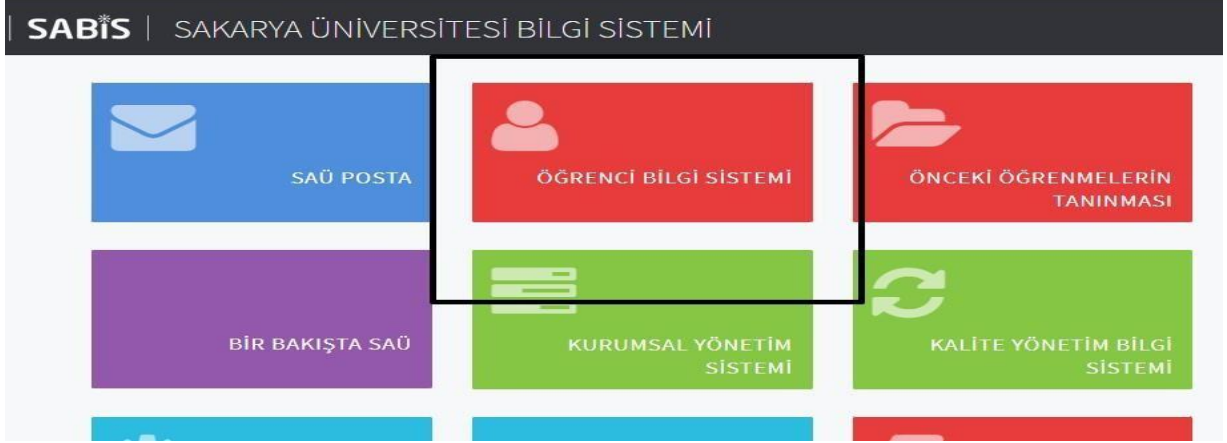 | SABİS | SAKARYA ÜNİVERSİTESİ BİLGİ SİSTEMİ
SAÜ POSTA
ÖĞRENCİ BİLGİ SİSTEMİ
ÖNCEKİ ÖĞRENMELERİN
TANINMASI
BİR BAKIŞTA SAÜ
KURUMSAL YÖNETİM
SİSTEMİ
KALİTE YÖNETİM BİLGİ
SİSTEMİ